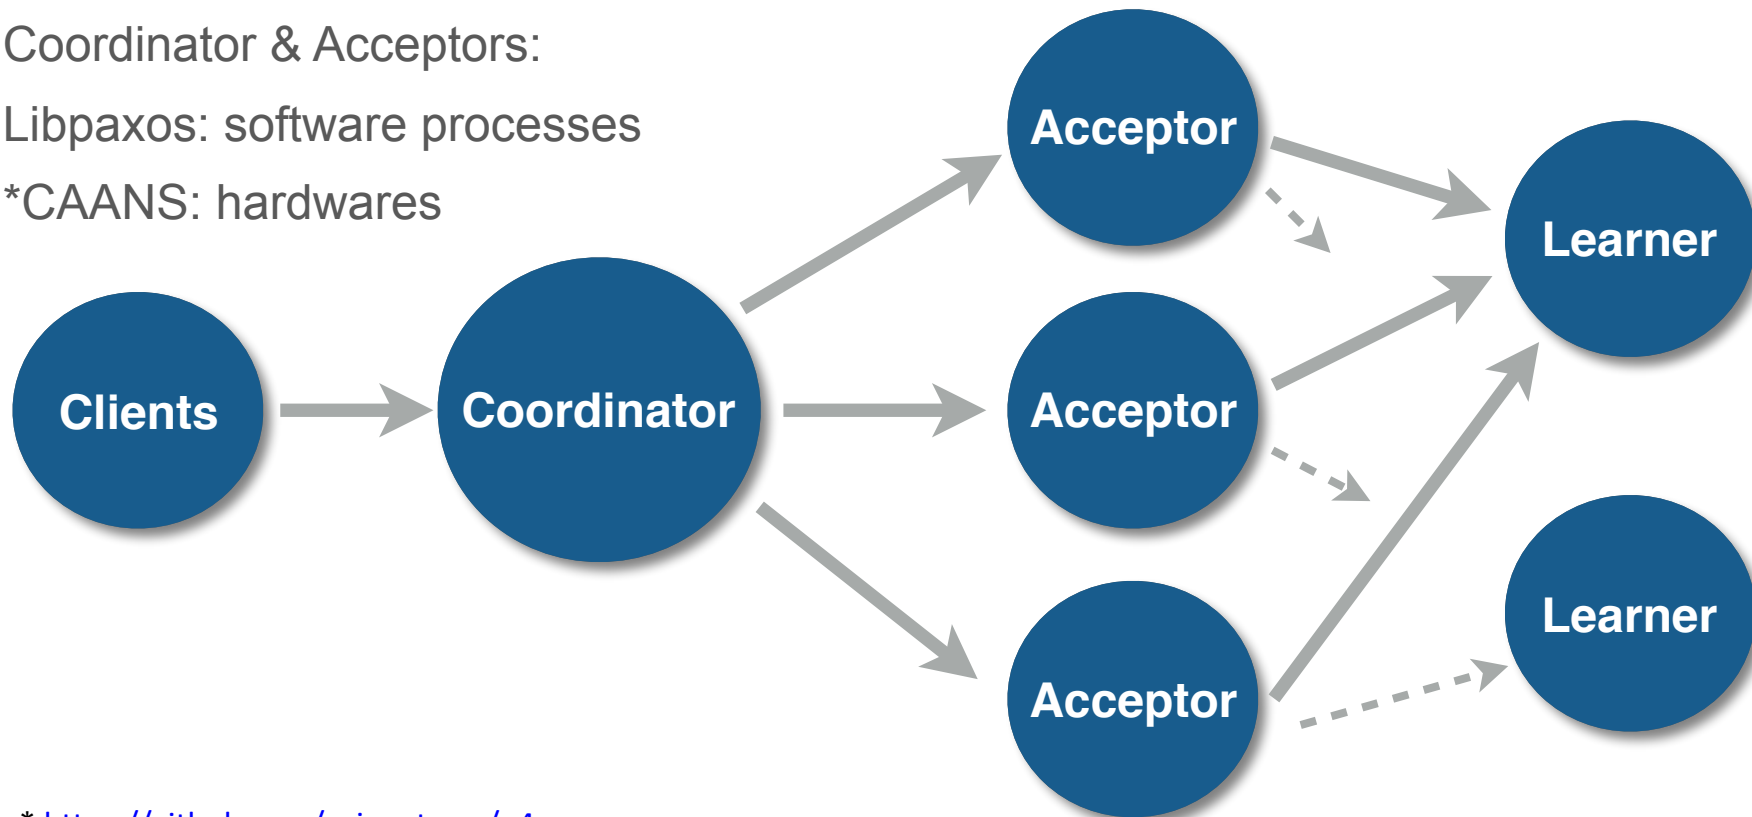 Coordinator & Acceptors:
Libpaxos: software processes
*CAANS: hardwares
Acceptor
Learner
Clients
Coordinator
Acceptor
Learner
Acceptor
*